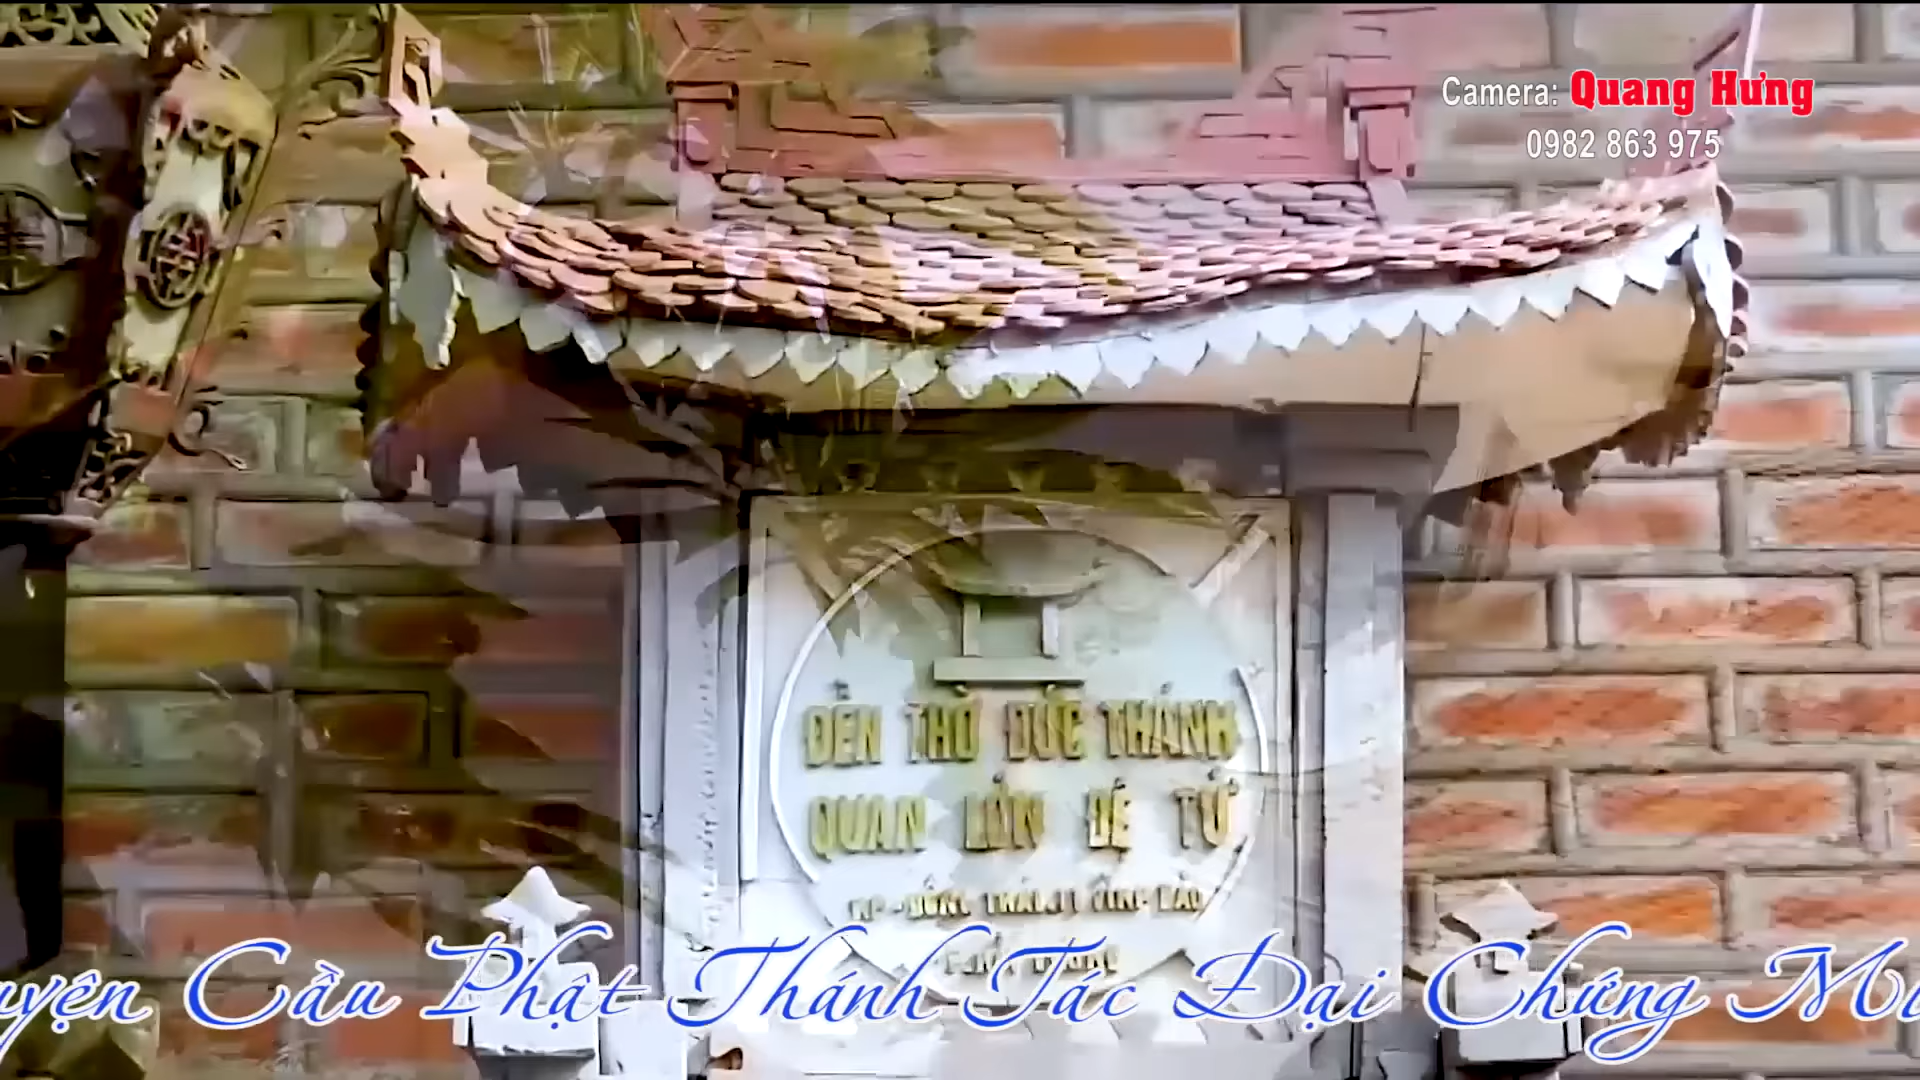 Camera: Quang Hưng
0982 863 975
ĐỀN THỜ ĐỨC THÁNH
QUAN LỚN ĐỆ TỨ
Cầu Phật Thánh Tác Đại Chứng